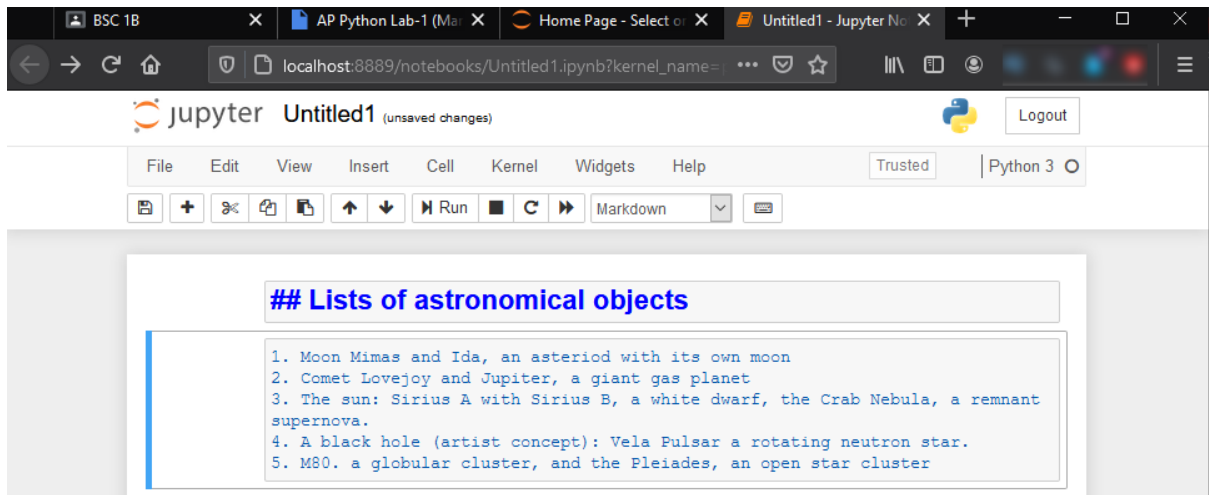 BSC 1B
AP Python Lab-1 (Mar
Home Page - Select or
Untitled1 - Jupyter No
localhost:8889/notebooks/Untitled1.ipynb?kernel_name=
jupyter Untitled1 (unsaved changes)
Logout
File Edit View Insert Cell Kernel Widgets Help
Trusted
Python 3
Run
Markdown
## Lists of astronomical objects
1. Moon Mimas and Ida, an asteriod with its own moon
2. Comet Lovejoy and Jupiter, a giant gas planet
3. The sun: Sirius A with Sirius B, a white dwarf, the Crab Nebula, a remnant
supernova.
4. A black hole (artist concept): Vela Pulsar a rotating neutron star.
5. M80. a globular cluster, and the Pleiades, an open star cluster